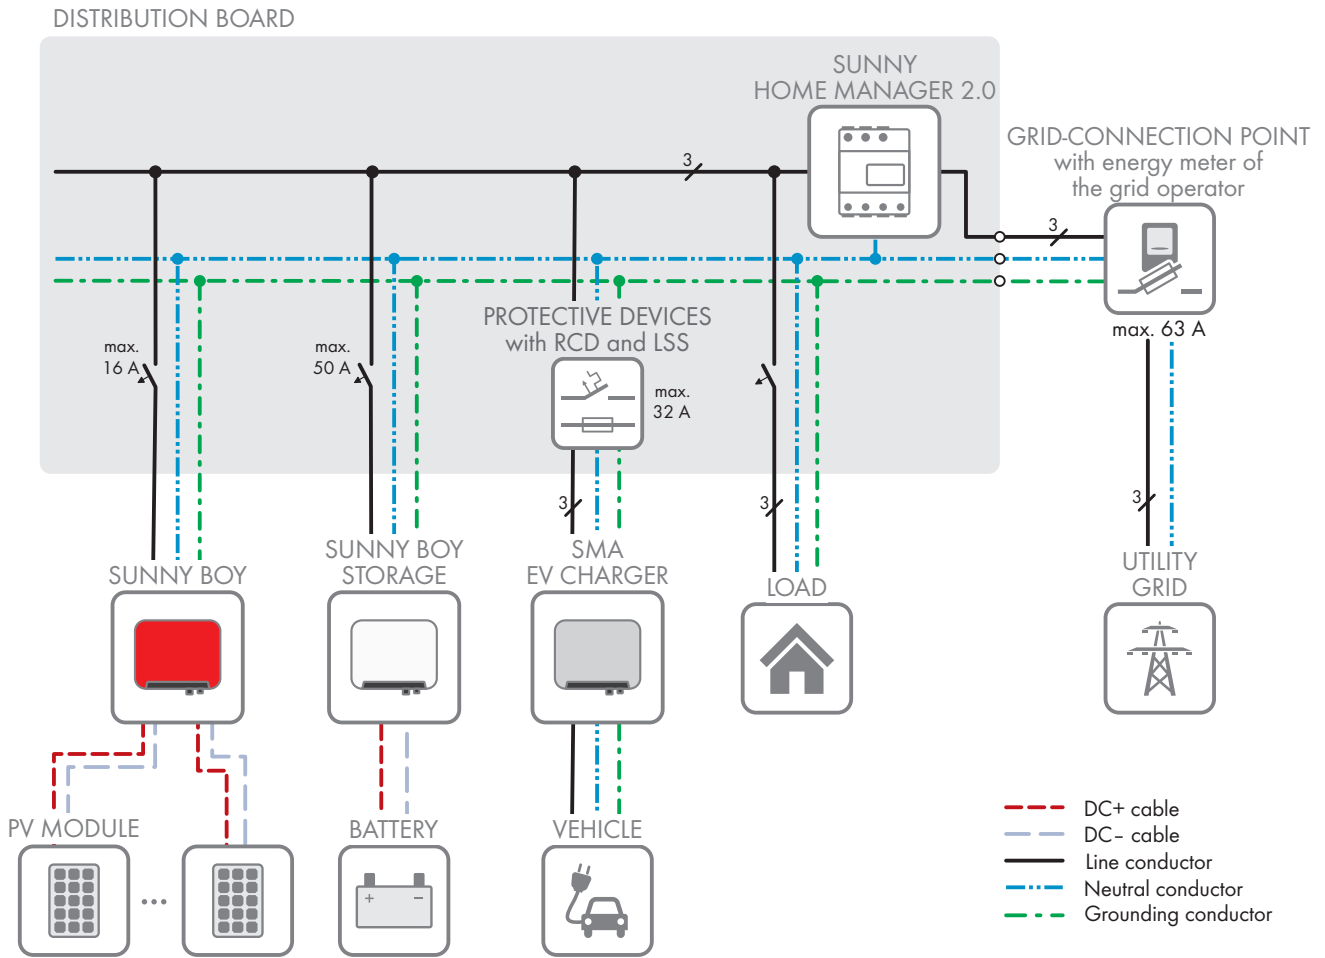 DISTRIBUTION BOARD
SUNNY
HOME MANAGER 2.0
GRID-CONNECTION POINT
with energy meter of
the grid operator
3
3
PROTECTIVE DEVICES
with RCD and LSS
max. 63 A
max.
16 A
max.
50 A
max.
32 A
3
3
3
SUNNY BOY
SUNNY BOY
STORAGE
SMA
EV CHARGER
LOAD
UTILITY
GRID
PV MODULE
BATTERY
VEHICLE
...
+ −
DC+ cable
DC− cable
Line conductor
Neutral conductor
Grounding conductor